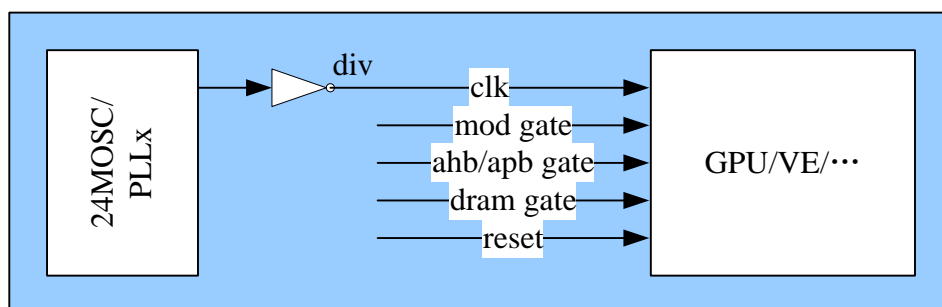 24MOSC/
PLLx
div
clk
mod gate
ahb/apb gate
dram gate
reset
GPU/VE/···